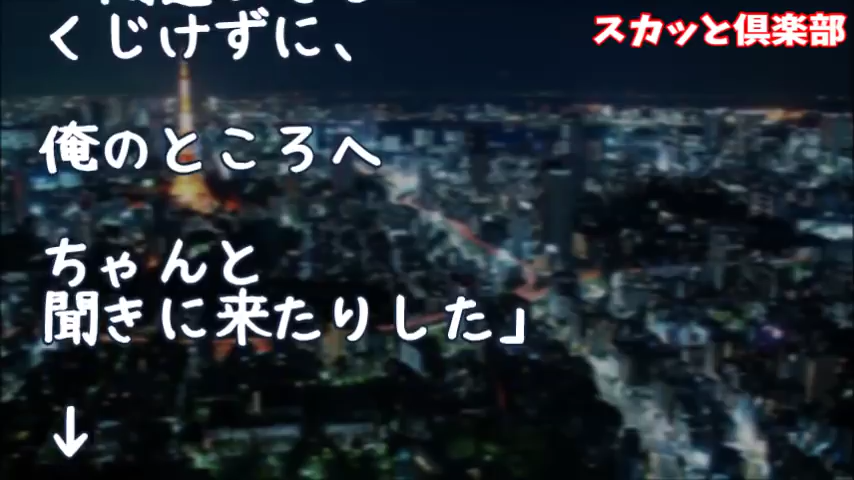 スカッと倶楽部
くじけずに、
俺のところへ
ちゃんと
聞きに来たりした」
↓